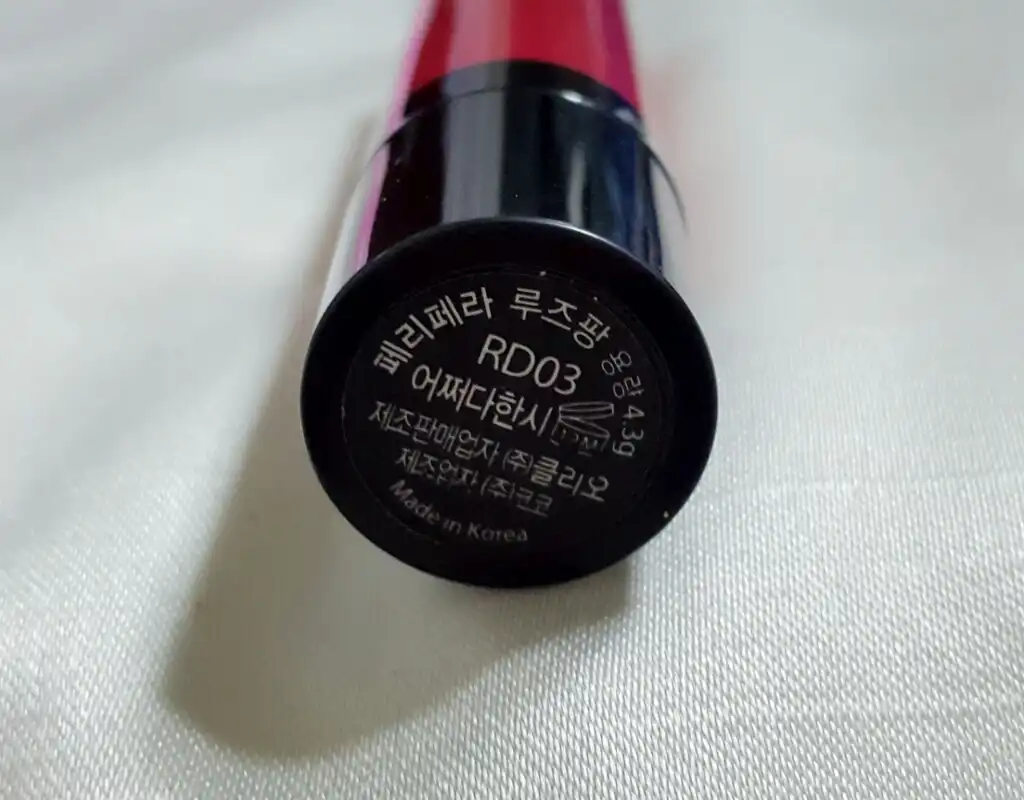 페리페라 루즈팡 용량 4.3g
RD03
어쩌다한시
12M
제조판매업자 (주)클리오
제조업자 (주)코코
Made in Korea